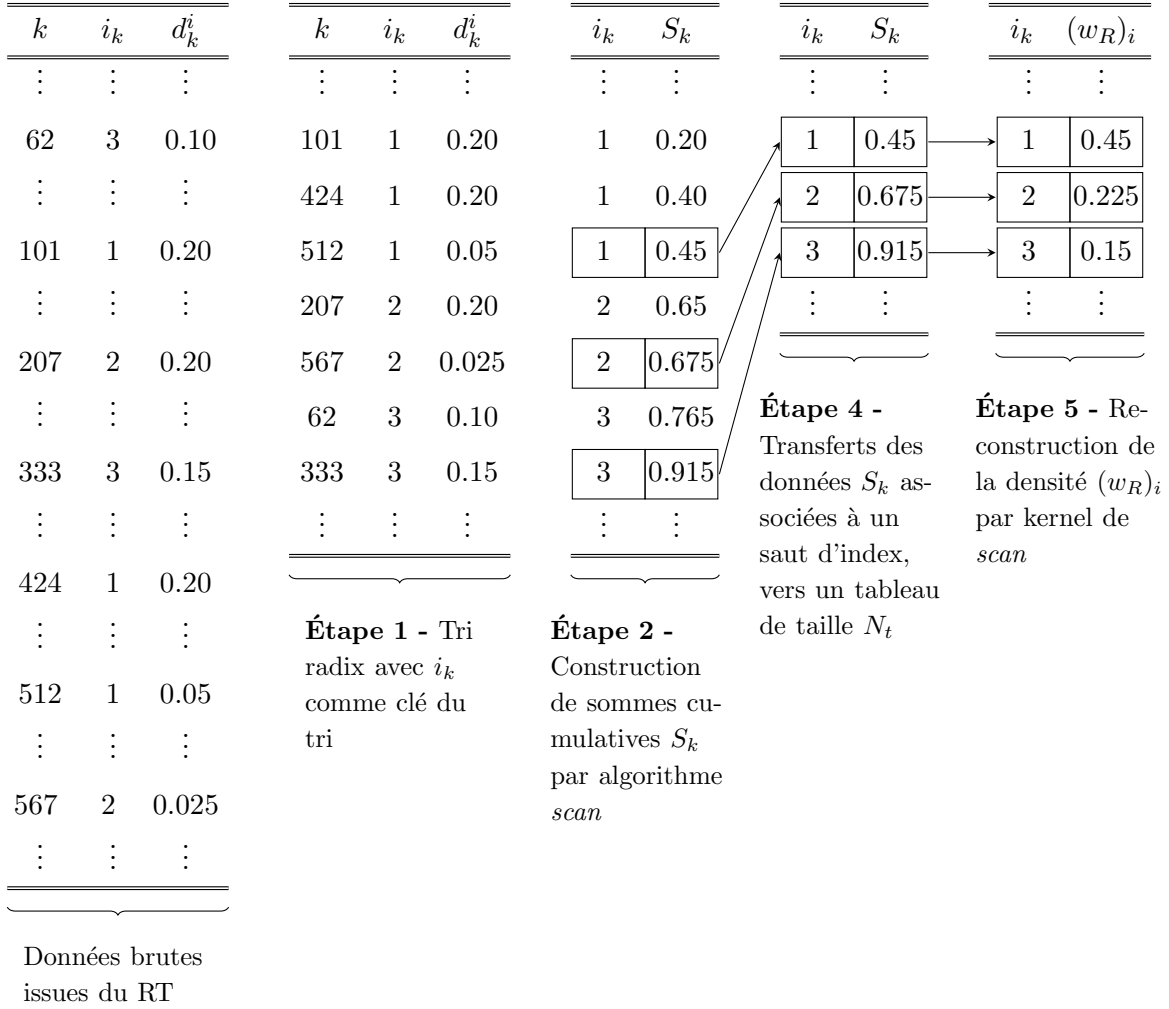 k i_k d_k^i
⋮ ⋮ ⋮
62 3 0.10
⋮ ⋮ ⋮
101 1 0.20
⋮ ⋮ ⋮
207 2 0.20
⋮ ⋮ ⋮
333 3 0.15
⋮ ⋮ ⋮
424 1 0.20
⋮ ⋮ ⋮
512 1 0.05
⋮ ⋮ ⋮
567 2 0.025
⋮ ⋮ ⋮
Données brutes
issues du RT
k i_k d_k^i
⋮ ⋮ ⋮
101 1 0.20
424 1 0.20
512 1 0.05
207 2 0.20
567 2 0.025
62 3 0.10
333 3 0.15
⋮ ⋮ ⋮
Étape 1 - Tri
radix avec i_k
comme clé du
tri
i_k S_k
⋮ ⋮
1 0.20
1 0.40
1 0.45
2 0.65
2 0.675
3 0.765
3 0.915
⋮ ⋮
Étape 2 -
Construction
de sommes cu-
mulatives S_k
par algorithme
scan
i_k S_k
⋮ ⋮
1 0.45
2 0.675
3 0.915
⋮ ⋮
Étape 4 -
Transferts des
données S_k as-
sociées à un
saut d'index,
vers un tableau
de taille N_t
i_k (w_R)_i
⋮ ⋮
1 0.45
2 0.225
3 0.15
⋮ ⋮
Étape 5 - Re-
construction de
la densité (w_R)_i
par kernel de
scan